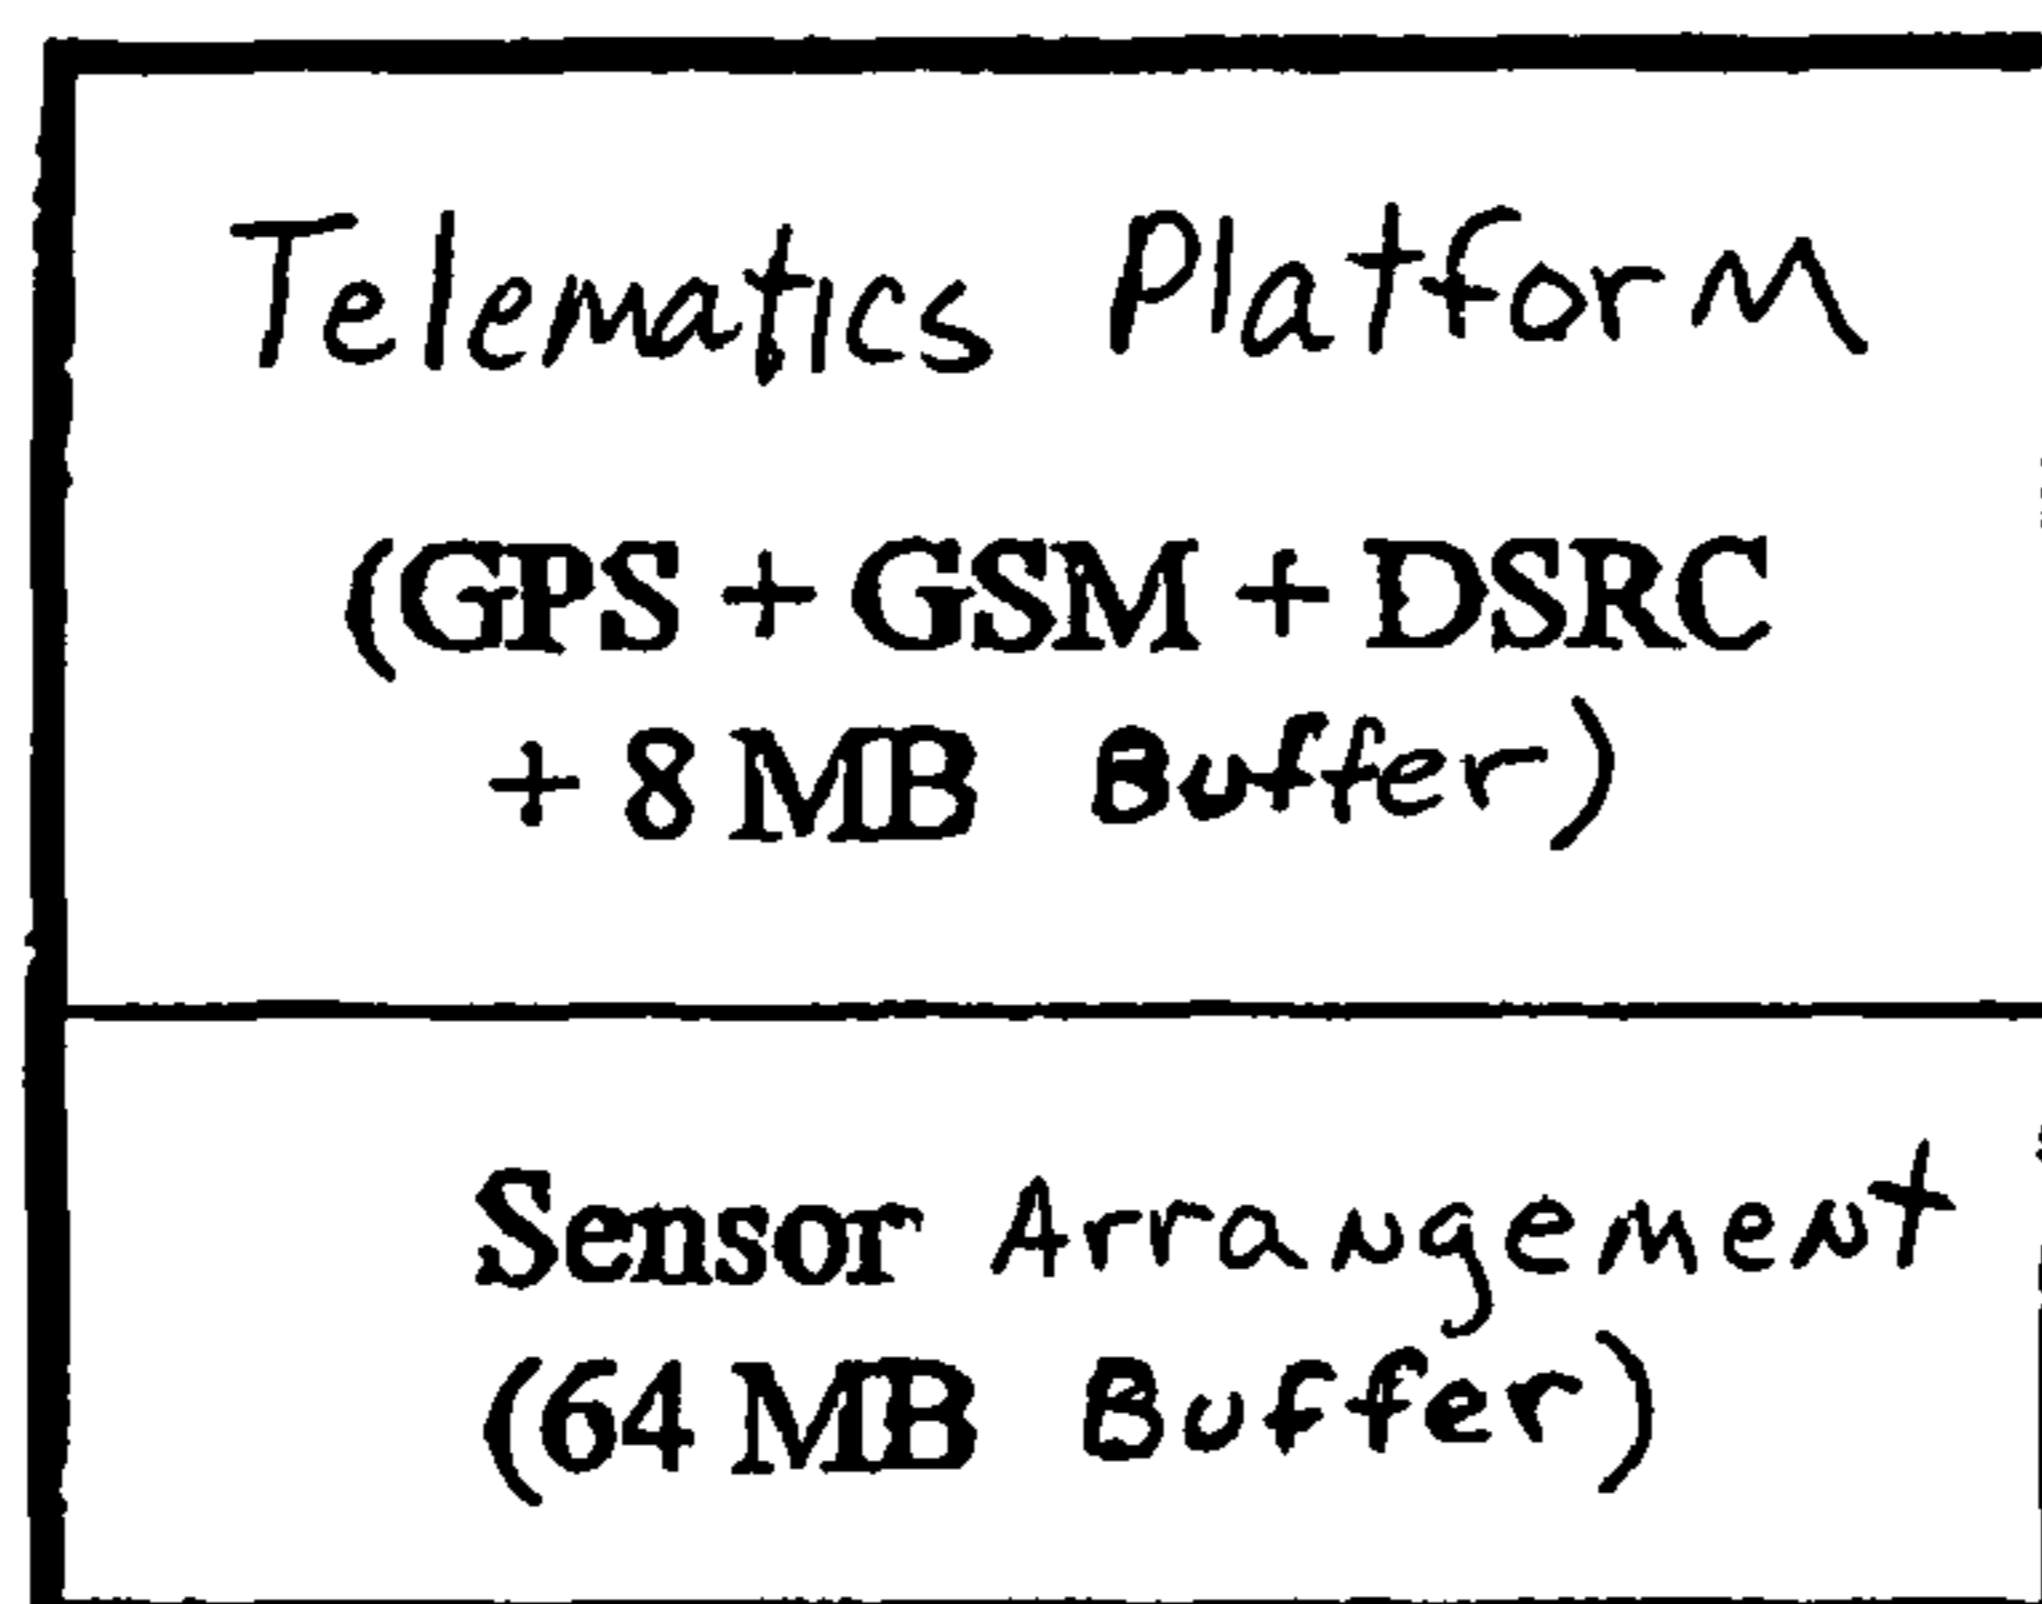 Telematics Platform
(GPS + GSM + DSRC
+ 8 MB Buffer)
Sensor Arrangement
(64 MB Buffer)